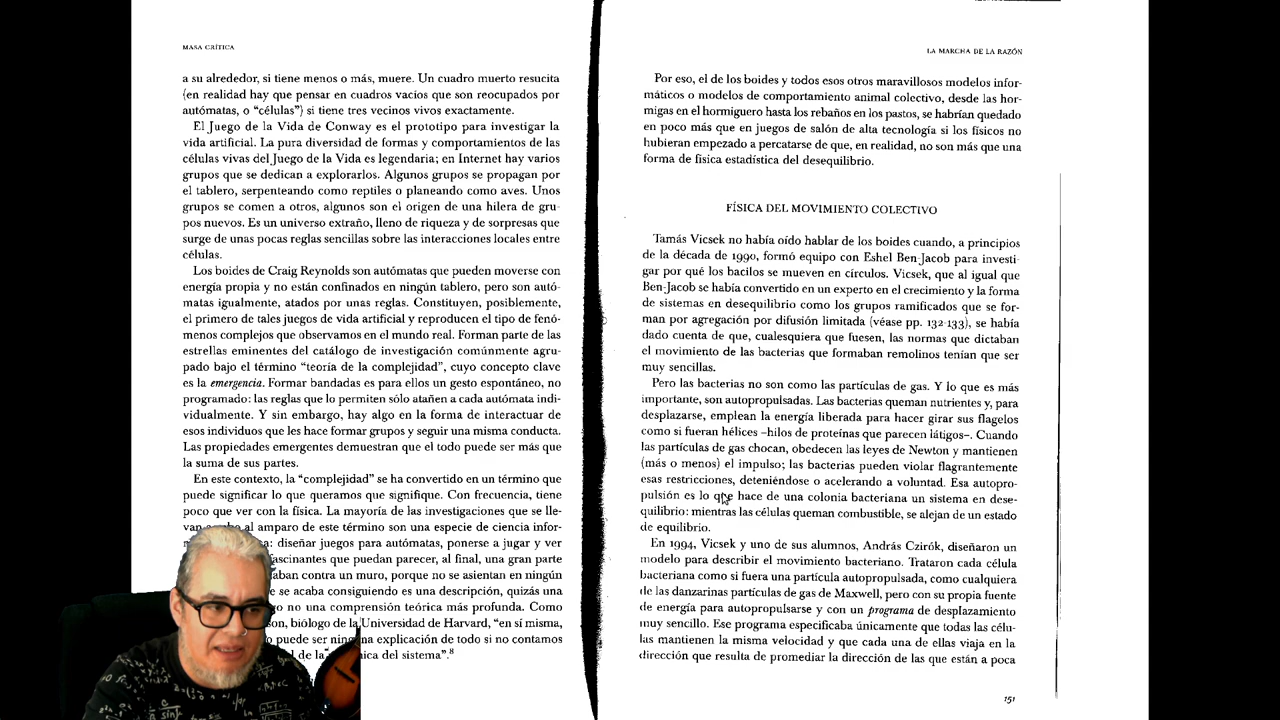 MASA CRÍTICA
a su alrededor, si tiene menos o más, muere. Un cuadro muerto resucita
(en realidad hay que pensar en cuadros vacíos que son reocupados por
autómatas, o “células”) si tiene tres vecinos vivos exactamente.
El Juego de la Vida de Conway es el prototipo para investigar la
vida artificial. La pura diversidad de formas y comportamientos de las
células vivas del Juego de la Vida es legendaria; en Internet hay varios
grupos que se dedican a explorarlos. Algunos grupos se propagan por
el tablero, serpenteando como reptiles o planeando como aves. Unos
grupos se comen a otros, algunos son el origen de una hilera de gru-
pos nuevos. Es un universo extraño, lleno de riqueza y de sorpresas que
surge de unas pocas reglas sencillas sobre las interacciones locales entre
células.
Los boides de Craig Reynolds son autómatas que pueden moverse con
energía propia y no están confinados en ningún tablero, pero son autó-
matas igualmente, atados por unas reglas. Constituyen, posiblemente,
el primero de tales juegos de vida artificial y reproducen el tipo de fenó-
menos complejos que observamos en el mundo real. Forman parte de las
estrellas eminentes del catálogo de investigación comúnmente agru-
pado bajo el término “teoría de la complejidad”, cuyo concepto clave
es la emergencia. Formar bandadas es para ellos un gesto espontáneo, no
programado: las reglas que lo permiten sólo atañen a cada autómata indi-
vidualmente. Y sin embargo, hay algo en la forma de interactuar de
esos individuos que les hace formar grupos y seguir una misma conducta.
Las propiedades emergentes demuestran que el todo puede ser más que
la suma de sus partes.
En este contexto, la “complejidad” se ha convertido en un término que
puede significar lo que queramos que signifique. Con frecuencia, tiene
poco que ver con la física. La mayoría de las investigaciones que se lle-
van al amparo de este término son una especie de ciencia infor-
diseñar juegos para autómatas, ponerse a jugar y ver
fascinantes que puedan parecer, al final, una gran parte
contra un muro, porque no se asientan en ningún
se acaba consiguiendo es una descripción, quizás una
no una comprensión teórica más profunda. Como
biólogo de la Universidad de Harvard, “en sí misma,
puede ser ninguna explicación de todo si no contamos
de la del sistema”.8
LA MARCHA DE LA RAZÓN
Por eso, el de los boides y todos esos otros maravillosos modelos infor-
máticos o modelos de comportamiento animal colectivo, desde las hor-
migas en el hormiguero hasta los rebaños en los pastos, se habrían quedado
en poco más que en juegos de salón de alta tecnología si los físicos no
hubieran empezado a percatarse de que, en realidad, no son más que una
forma de física estadística del desequilibrio.
FÍSICA DEL MOVIMIENTO COLECTIVO
Tamás Vicsek no había oído hablar de los boides cuando, a principios
de la década de 1990, formó equipo con Eshel Ben-Jacob para investi-
gar por qué los bacilos se mueven en círculos. Vicsek, que al igual que
Ben-Jacob se había convertido en un experto en el crecimiento y la forma
de sistemas en desequilibrio como los grupos ramificados que se for-
man por agregación por difusión limitada (véase pp. 132-133), se había
dado cuenta de que, cualesquiera que fuesen, las normas que dictaban
el movimiento de las bacterias que formaban remolinos tenían que ser
muy sencillas.
Pero las bacterias no son como las partículas de gas. Y lo que es más
importante, son autopropulsadas. Las bacterias queman nutrientes y, para
desplazarse, emplean la energía liberada para hacer girar sus flagelos
como si fueran hélices –hilos de proteínas que parecen látigos–. Cuando
las partículas de gas chocan, obedecen las leyes de Newton y mantienen
(más o menos) el impulso; las bacterias pueden violar flagrantemente
esas restricciones, deteniéndose o acelerando a voluntad. Esa autopro-
pulsión es lo que hace de una colonia bacteriana un sistema en dese-
quilibrio: mientras las células queman combustible, se alejan de un estado
de equilibrio.
En 1994, Vicsek y uno de sus alumnos, András Czirók, diseñaron un
modelo para describir el movimiento bacteriano. Trataron cada célula
bacteriana como si fuera una partícula autopropulsada, como cualquiera
de las danzarinas partículas de gas de Maxwell, pero con su propia fuente
de energía para autopropulsarse y con un programa de desplazamiento
muy sencillo. Ese programa especificaba únicamente que todas las célu-
las mantienen la misma velocidad y que cada una de ellas viaja en la
dirección que resulta de promediar la dirección de las que están a poca
151